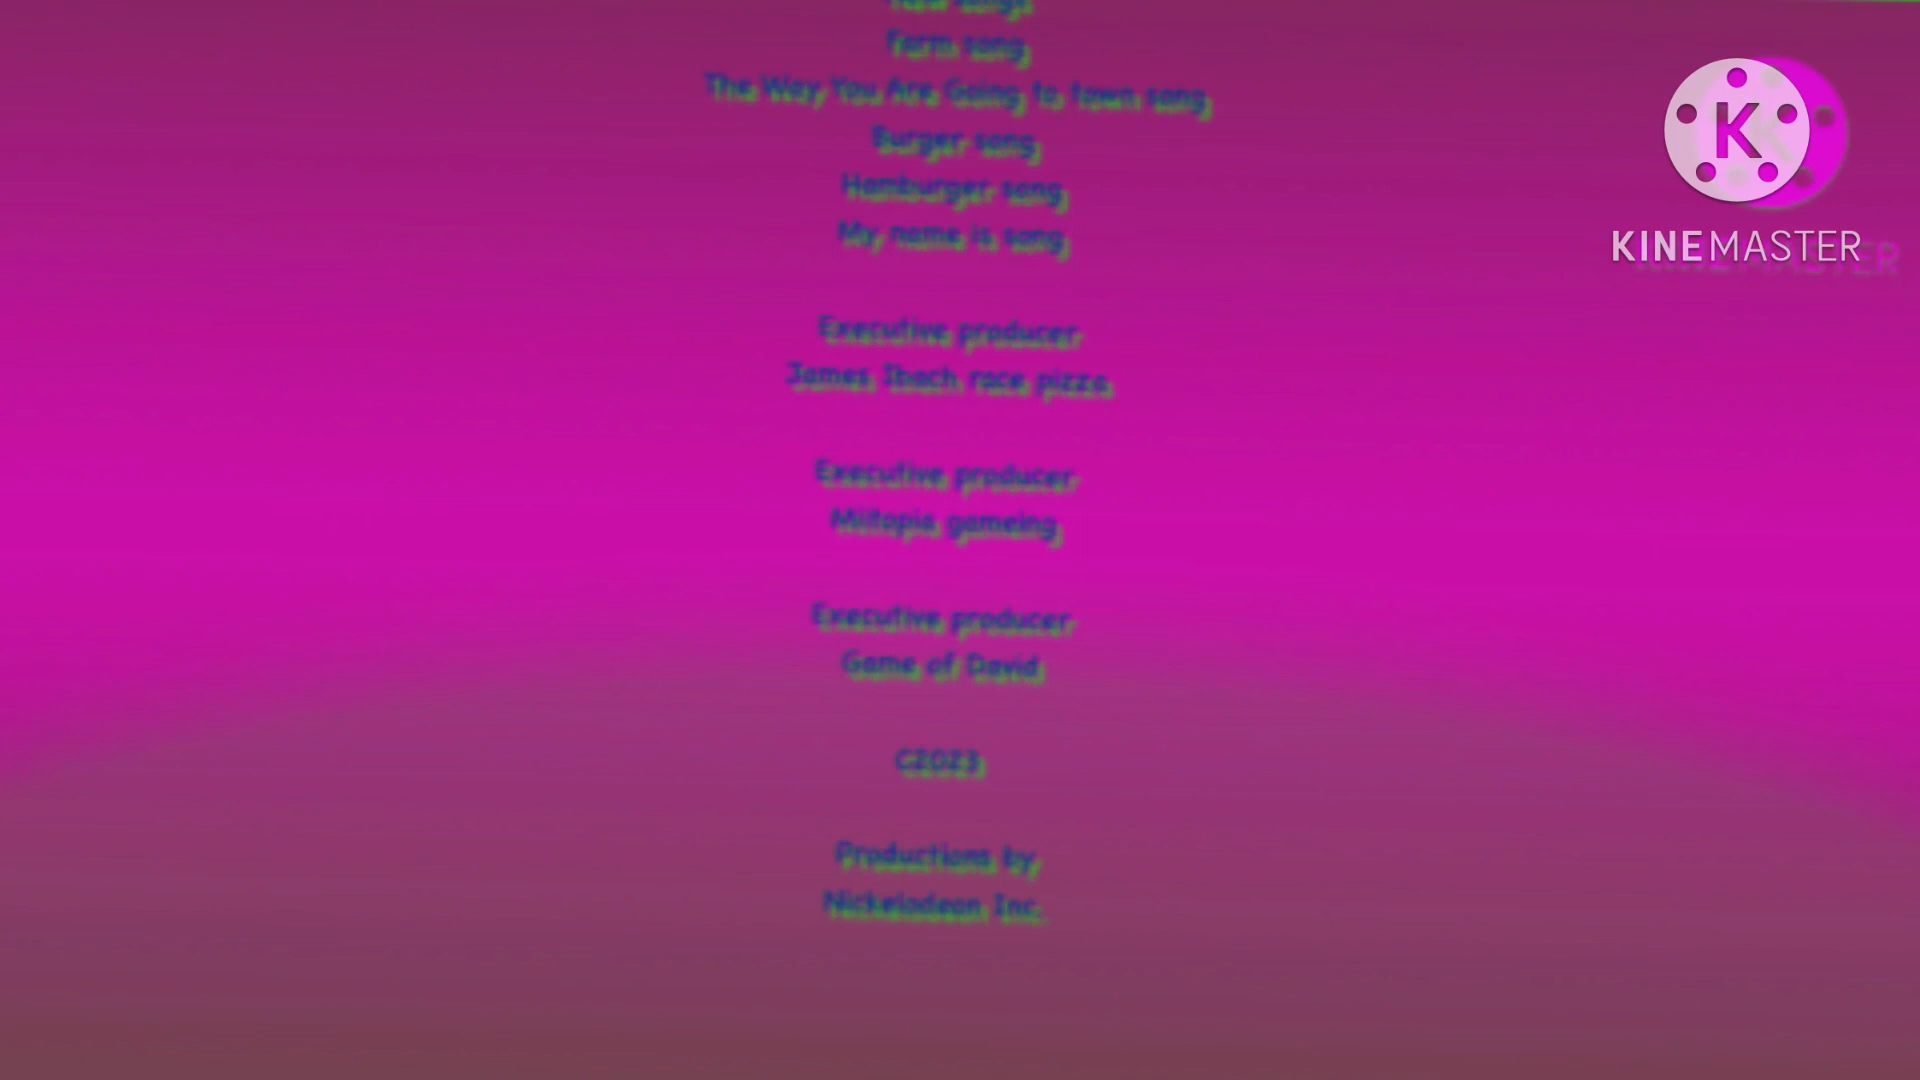 songs
Farm song
The Way You Are Going to town song
Burger song
Hamburger song
My name is song
Executive producer
James Ibach race pizza
Executive producer
Miitopia gameing
Executive producer
Game of David
C2023
Productions by
Nickelodeon Inc.
K
KINEMASTER